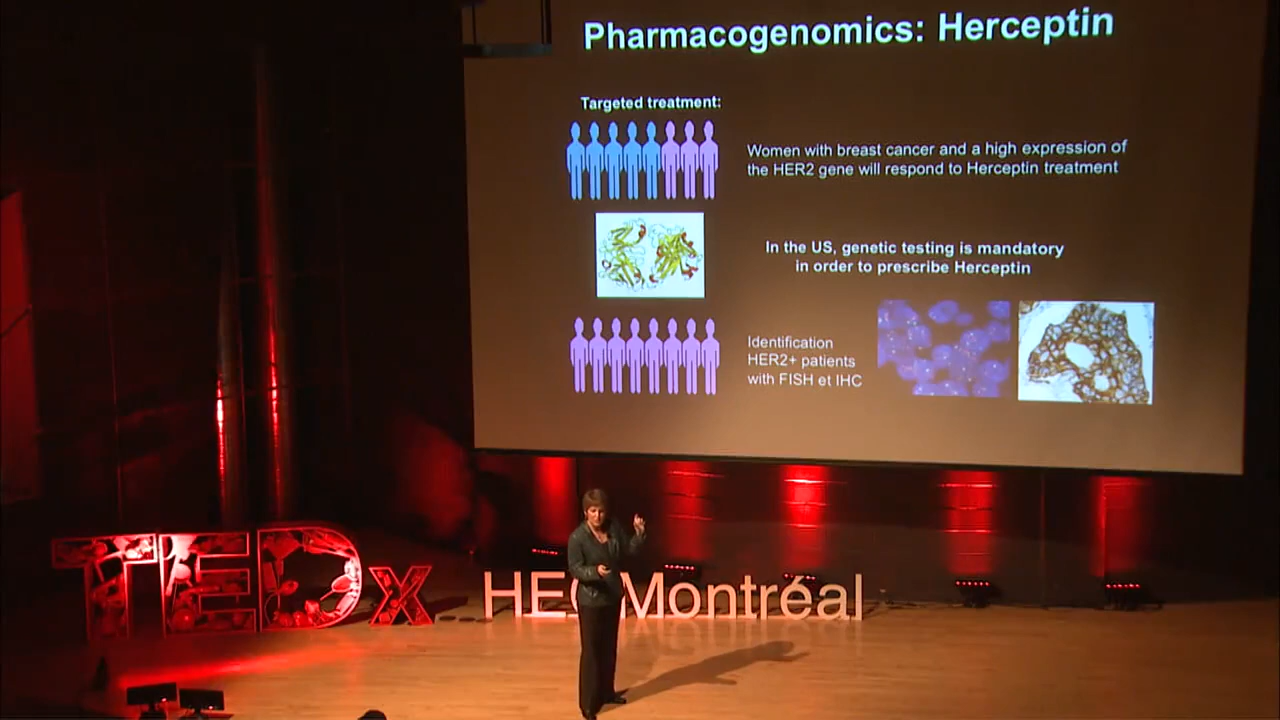 Pharmacogenomics: Herceptin
Targeted treatment:
Women with breast cancer and a high expression of
the HER2 gene will respond to Herceptin treatment
In the US, genetic testing is mandatory
in order to prescribe Herceptin
Identification
HER2+ patients
with FISH et IHC
TEDx
HEC Montréal